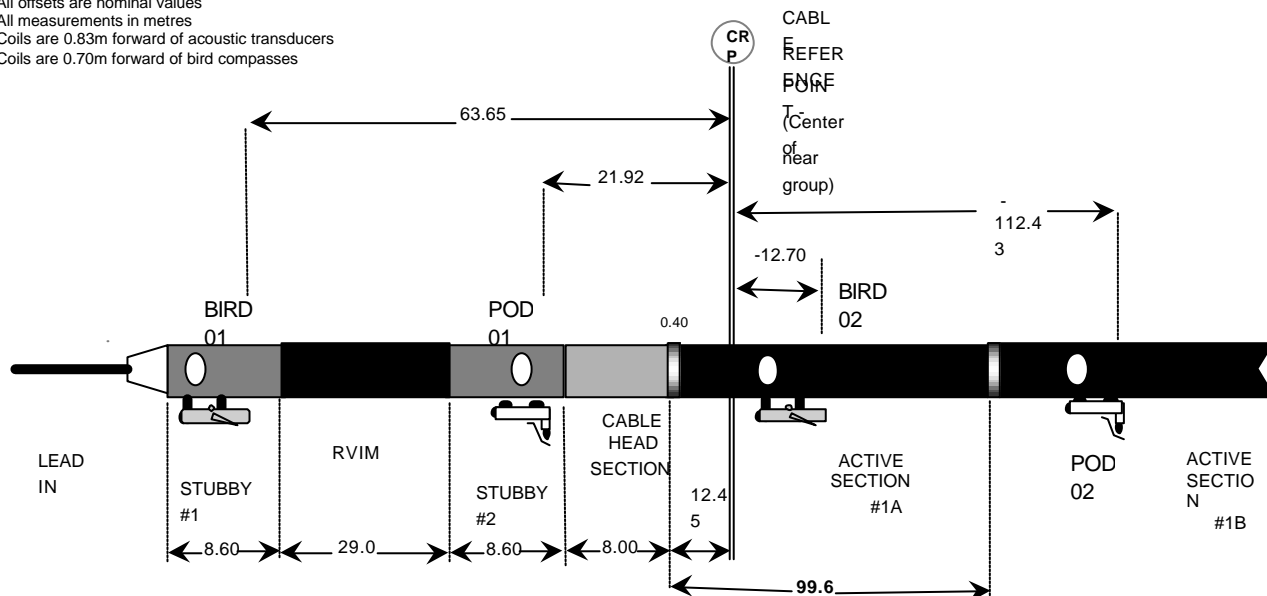 All offsets are nominal values
All measurements in metres
Coils are 0.83m forward of acoustic transducers
Coils are 0.70m forward of bird compasses
CR
P
CABL
E
REFER
ENCE
POIN
T -
(Center
of
near
group)
63.65
21.92
-
112.4
3
-12.70
BIRD
01
POD
01
0.40
BIRD
02
LEAD
IN
STUBBY
#1
RVIM
STUBBY
#2
CABLE
HEAD
SECTION
12.4
5
ACTIVE
SECTION
#1A
POD
02
ACTIVE
SECTIO
N
#1B
8.60
29.0
8.60
8.00
99.6